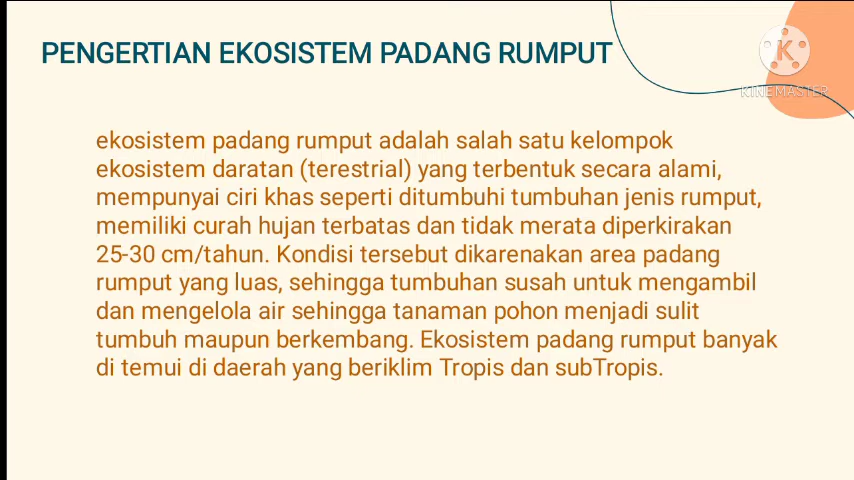 PENGERTIAN EKOSISTEM PADANG RUMPUT
K
KINEMASTER
ekosistem padang rumput adalah salah satu kelompok
ekosistem daratan (terestrial) yang terbentuk secara alami,
mempunyai ciri khas seperti ditumbuhi tumbuhan jenis rumput,
memiliki curah hujan terbatas dan tidak merata diperkirakan
25-30 cm/tahun. Kondisi tersebut dikarenakan area padang
rumput yang luas, sehingga tumbuhan susah untuk mengambil
dan mengelola air sehingga tanaman pohon menjadi sulit
tumbuh maupun berkembang. Ekosistem padang rumput banyak
di temui di daerah yang beriklim Tropis dan subTropis.